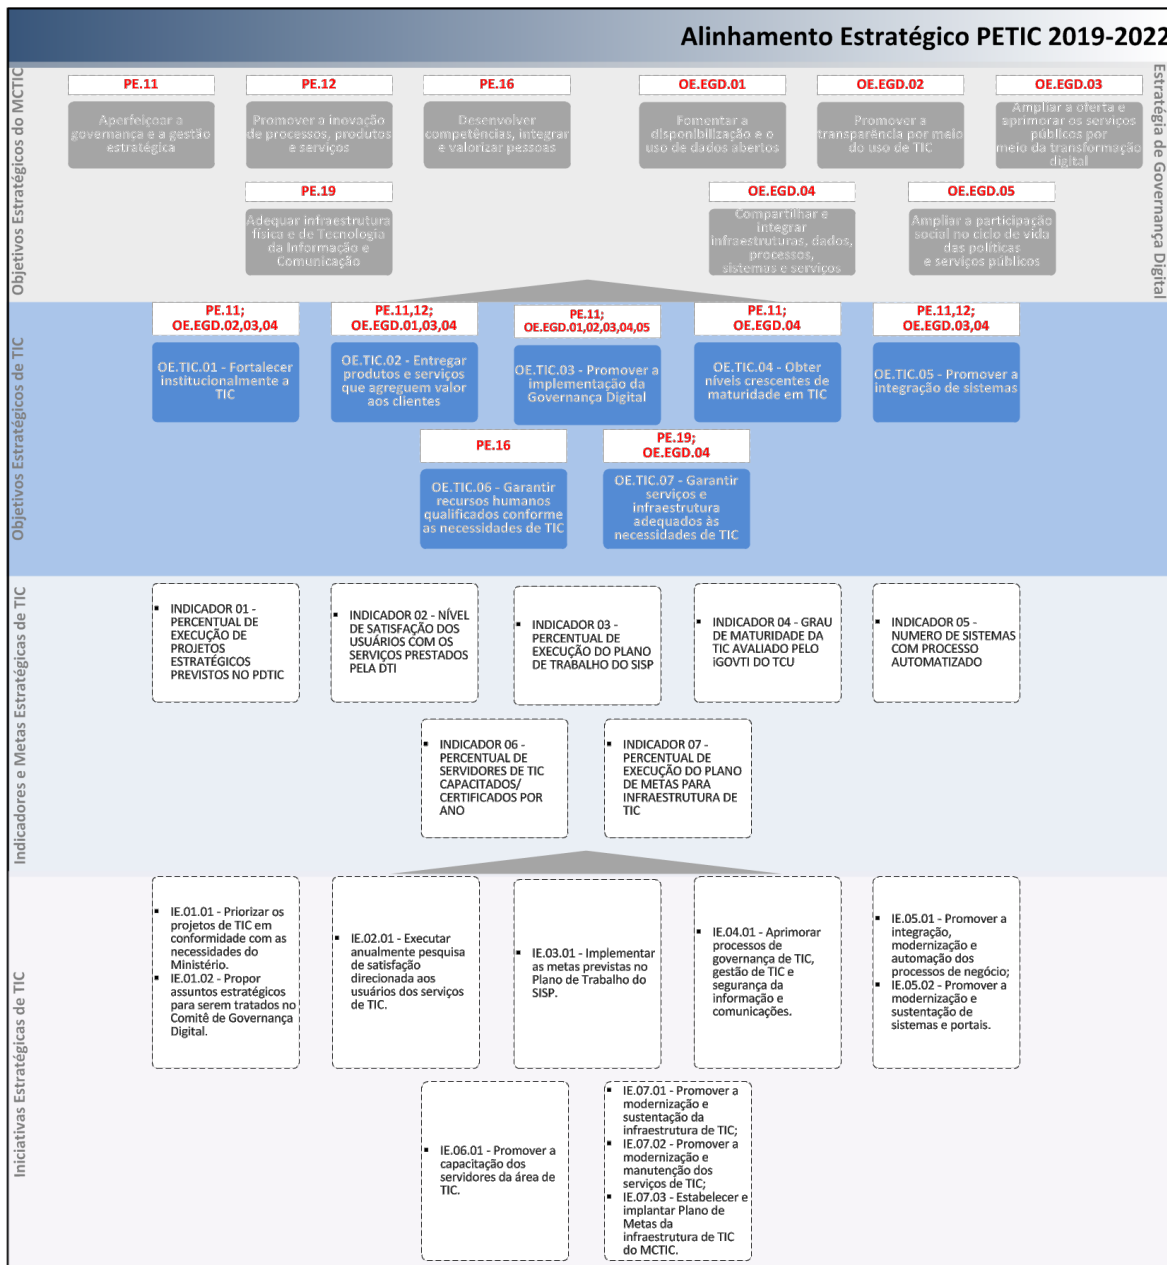 Alinhamento Estratégico PETIC 2019-2022
Objetivos Estratégicos do MCTIC
Estratégia de Governança Digital
PE.11
Aperfeiçoar a
governança e a gestão
estratégica
PE.12
Promover a inovação
de processos, produtos
e serviços
PE.16
Desenvolver
competências, integrar
e valorizar pessoas
OE.EGD.01
Fomentar a
disponibilização e o
uso de dados abertos
OE.EGD.02
Promover a
transparência por meio
do uso de TIC
OE.EGD.03
Ampliar a oferta e
aprimorar os serviços
públicos por
meio da transformação
digital
PE.19
Adequar infraestrutura
física e de Tecnologia
da Informação e
Comunicação
OE.EGD.04
Compartilhar e
integrar
infraestruturas, dados,
processos,
sistemas e serviços
OE.EGD.05
Ampliar a participação
social no ciclo de vida
das políticas
e serviços públicos
Objetivos Estratégicos de TIC
PE.11;
OE.EGD.02,03,04
OE.TIC.01 - Fortalecer
institucionalmente a
TIC
PE.11,12;
OE.EGD.01,03,04
OE.TIC.02 - Entregar
produtos e serviços
que agreguem valor
aos clientes
PE.11;
OE.EGD.01,02,03,04,05
OE.TIC.03 - Promover a
implementação da
Governança Digital
PE.11;
OE.EGD.04
OE.TIC.04 - Obter
níveis crescentes de
maturidade em TIC
PE.11,12;
OE.EGD.03,04
OE.TIC.05 - Promover a
integração de sistemas
PE.16
OE.TIC.06 - Garantir
recursos humanos
qualificados conforme
as necessidades de TIC
PE.19;
OE.EGD.04
OE.TIC.07 - Garantir
serviços e
infraestrutura
adequados às
necessidades de TIC
Indicadores e Metas Estratégicas de TIC
▪ INDICADOR 01 -
PERCENTUAL DE
EXECUÇÃO DE
PROJETOS
ESTRATÉGICOS
PREVISTOS NO PDTIC
▪ INDICADOR 02 - NÍVEL
DE SATISFAÇÃO DOS
USUÁRIOS COM OS
SERVIÇOS PRESTADOS
PELA DTI
▪ INDICADOR 03 -
PERCENTUAL DE
EXECUÇÃO DO PLANO
DE TRABALHO DO SISP
▪ INDICADOR 04 - GRAU
DE MATURIDADE DA
TIC AVALIADO PELO
iGOVTI DO TCU
▪ INDICADOR 05 -
NUMERO DE SISTEMAS
COM PROCESSO
AUTOMATIZADO
▪ INDICADOR 06 -
PERCENTUAL DE
SERVIDORES DE TIC
CAPACITADOS/
CERTIFICADOS POR
ANO
▪ INDICADOR 07 -
PERCENTUAL DE
EXECUÇÃO DO PLANO
DE METAS PARA
INFRAESTRUTURA DE
TIC
Iniciativas Estratégicas de TIC
▪ IE.01.01 - Priorizar os
projetos de TIC em
conformidade com as
necessidades do
Ministério.
▪ IE.01.02 - Propor
assuntos estratégicos
para serem tratados no
Comitê de Governança
Digital.
▪ IE.02.01 - Executar
anualmente pesquisa de
satisfação
direcionada aos
usuários dos serviços
de TIC.
▪ IE.03.01 - Implementar
as metas previstas no
Plano de Trabalho do
SISP.
▪ IE.04.01 - Aprimorar
processos de
governança de TIC,
gestão de TIC e
segurança da
informação e
comunicações.
▪ IE.05.01 - Promover a
integração,
modernização e
automação dos
processos de negócio;
▪ IE.05.02 - Promover a
modernização e
sustentação de
sistemas e portais.
▪ IE.06.01 - Promover a
capacitação dos
servidores da área de
TIC.
▪ IE.07.01 - Promover a
modernização e
sustentação da
infraestrutura de TIC;
▪ IE.07.02 - Promover a
modernização e
manutenção dos
serviços de TIC;
▪ IE.07.03 - Estabelecer e
implantar Plano de
Metas da
infraestrutura de TIC
do MCTIC.